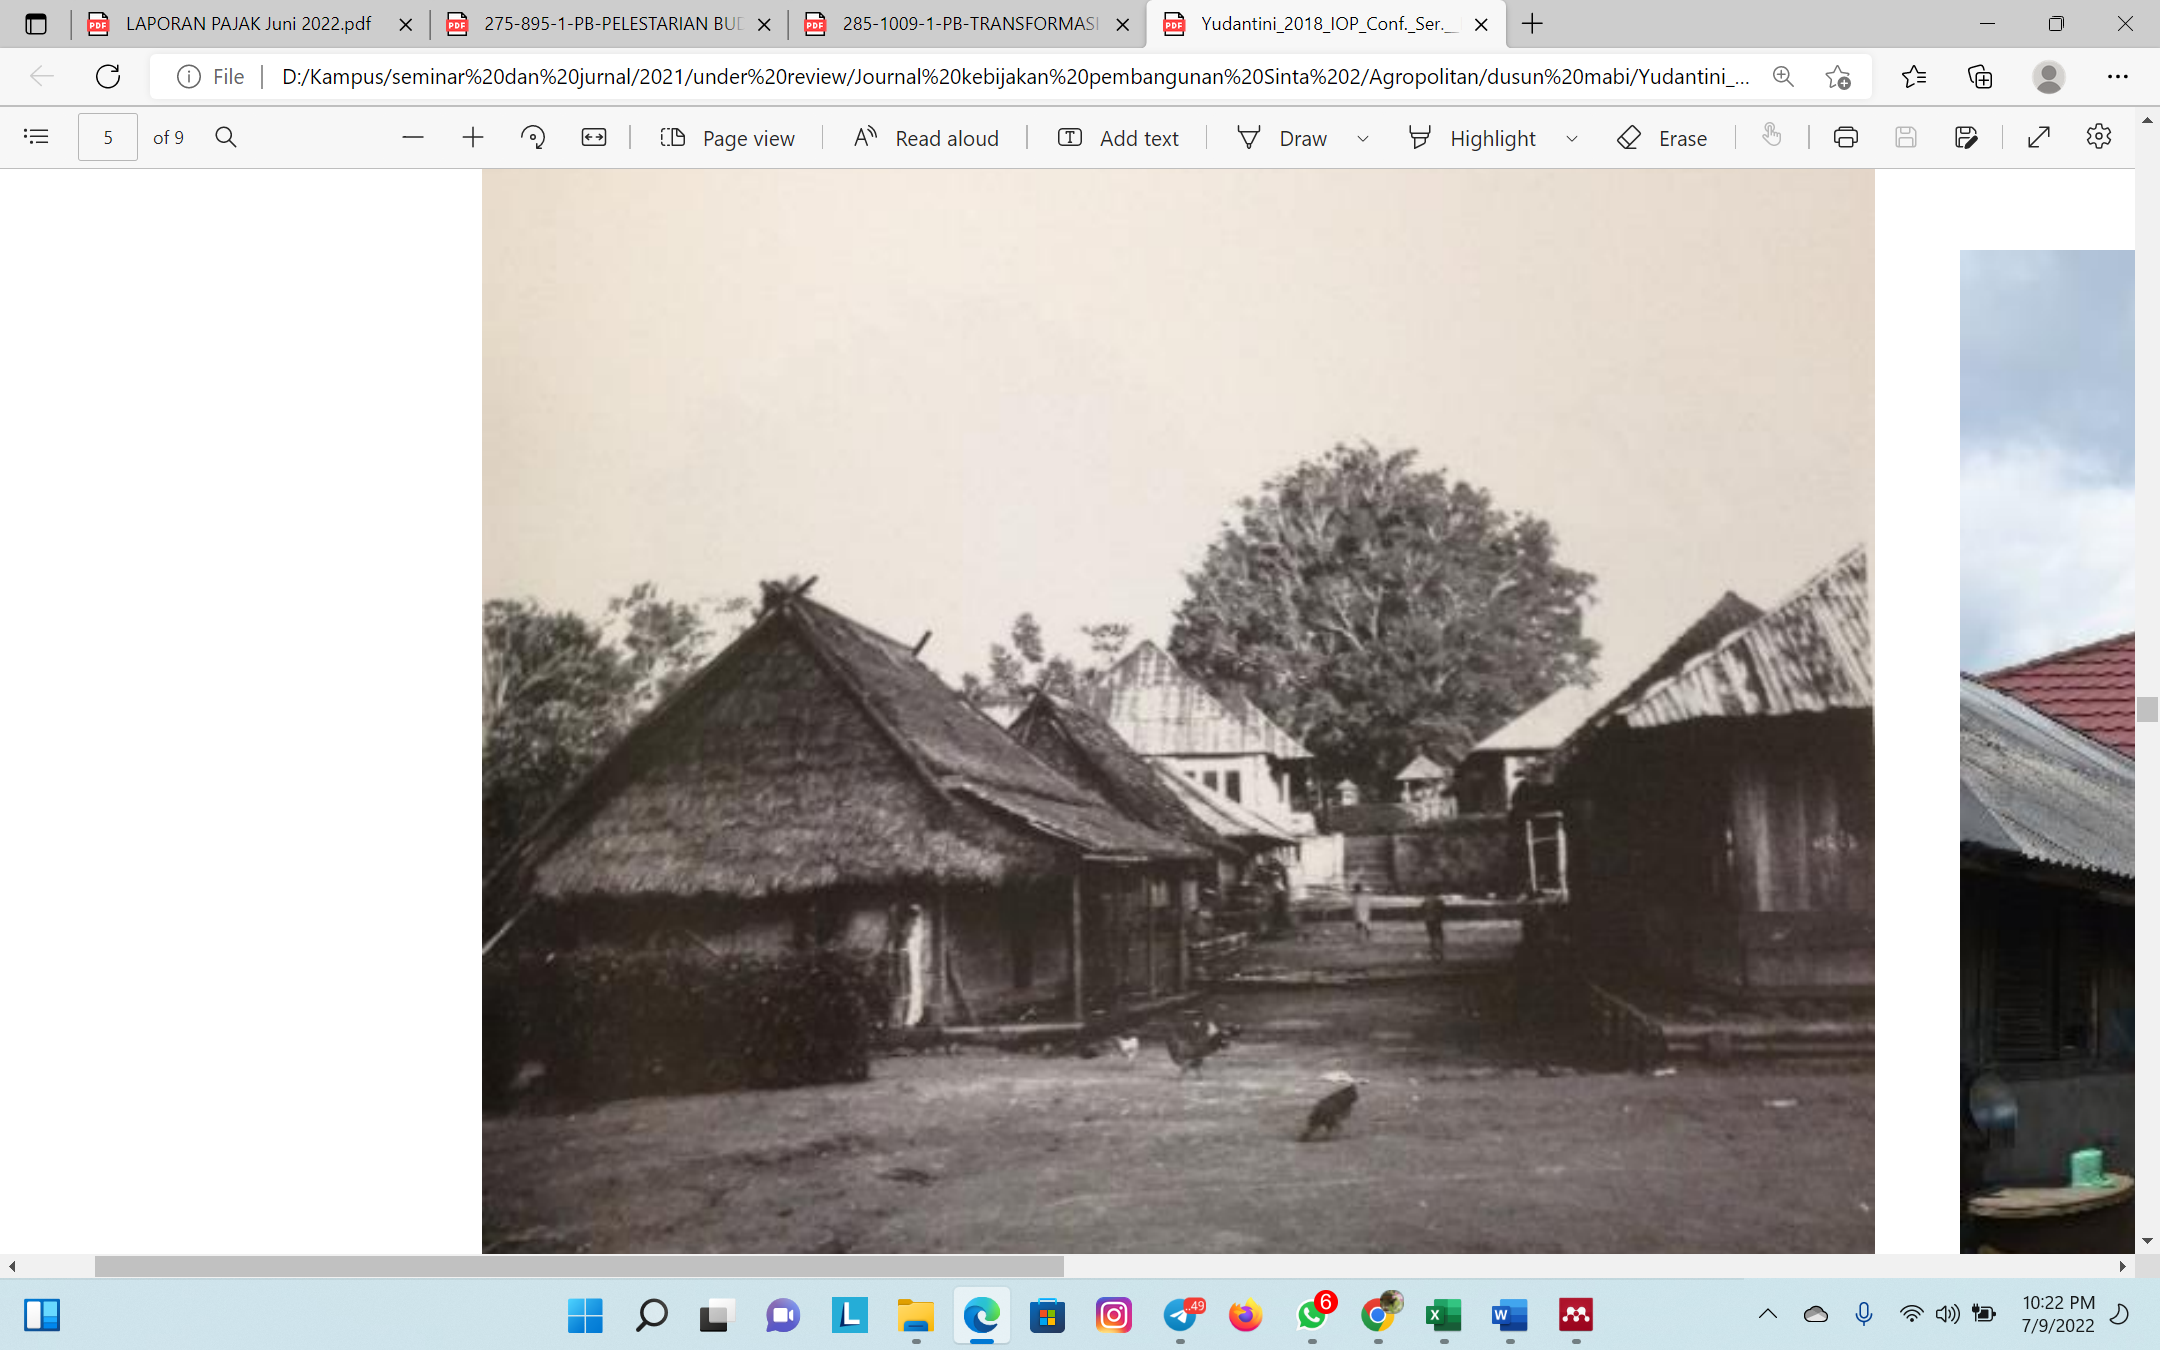 LAPORAN PAJAK Juni 2022.pdf
275-895-1-PB-PELESTARIAN BUD
285-1009-1-PB-TRANSFORMASI
Yudantini_2018_IOP_Conf._Ser.__
File
D:/Kampus/seminar%20dan%20jurnal/2021/under%20review/Journal%20kebijakan%20pembangunan%20Sinta%202/Agropolitan/dusun%20mabi/Yudantini_...
5 of 9
Page view
Read aloud
Add text
Draw
Highlight
Erase
..49
6
10:22 PM
7/9/2022